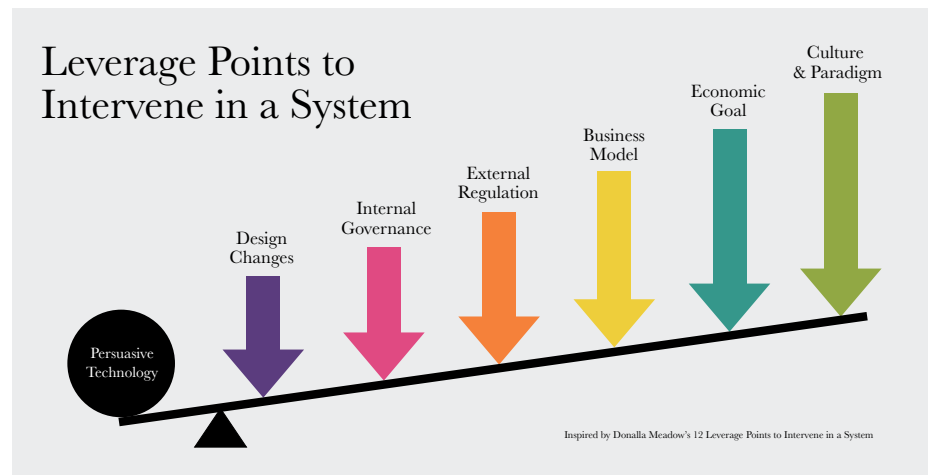 Leverage Points to
Intervene in a System
Culture
& Paradigm
Economic
Goal
Business
Model
External
Regulation
Internal
Governance
Design
Changes
Persuasive
Technology
Inspired by Donalla Meadow's 12 Leverage Points to Intervene in a System